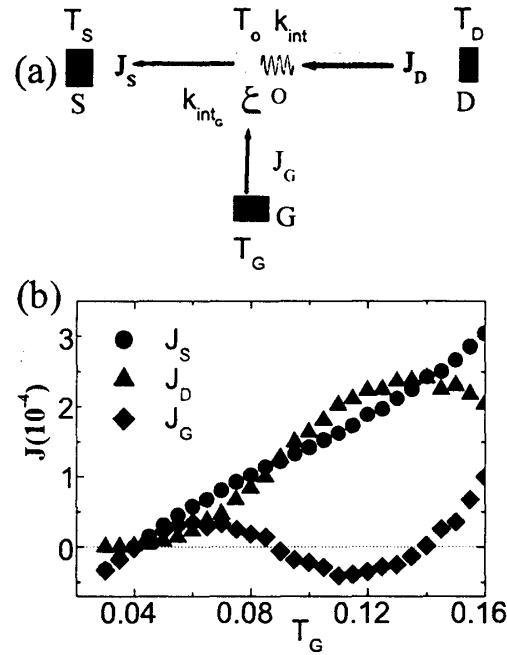 T_S T_o k_int T_D
(a) J_S J_D
S k_int_G ξ O D
J_G
G
T_G
(b)
J_S
J_D
J_G
J(10^-4)
3
2
1
0
0.04 0.08 0.12 0.16
T_G